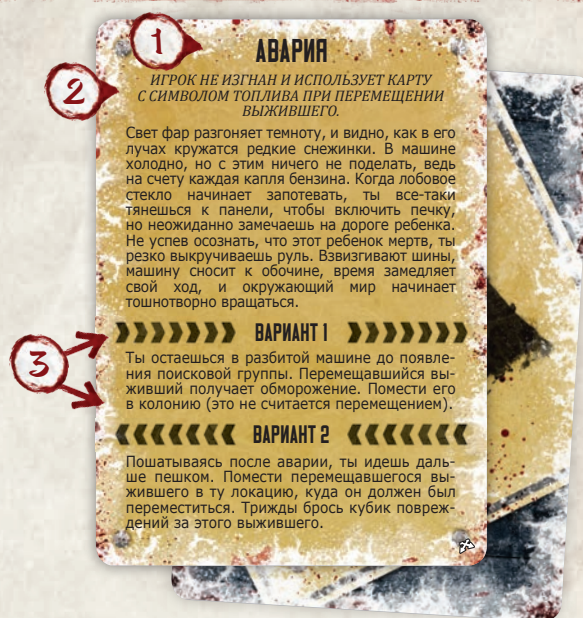 1
АВАРИЯ
2
ИГРОК НЕ ИЗГНАН И ИСПОЛЬЗУЕТ КАРТУ
С СИМВОЛОМ ТОПЛИВА ПРИ ПЕРЕМЕЩЕНИИ
ВЫЖИВШЕГО.
Свет фар разгоняет темноту, и видно, как в его
лучах кружатся редкие снежинки. В машине
холодно, но с этим ничего не поделать, ведь
на счету каждая капля бензина. Когда лобовое
стекло начинает запотевать, ты все-таки
тянешься к панели, чтобы включить печку,
но неожиданно замечаешь на дороге ребенка.
Не успев осознать, что этот ребенок мертв, ты
резко выкручиваешь руль. Взвизгивают шины,
машину сносит к обочине, время замедляет
свой ход, и окружающий мир начинает
тошнотворно вращаться.
3
ВАРИАНТ 1
Ты остаешься в разбитой машине до появле-
ния поисковой группы. Перемещавшийся вы-
живший получает обморожение. Помести его
в колонию (это не считается перемещением).
ВАРИАНТ 2
Пошатываясь после аварии, ты идешь даль-
ше пешком. Помести перемещавшегося вы-
жившего в ту локацию, куда он должен был
переместиться. Трижды брось кубик повреж-
дений за этого выжившего.